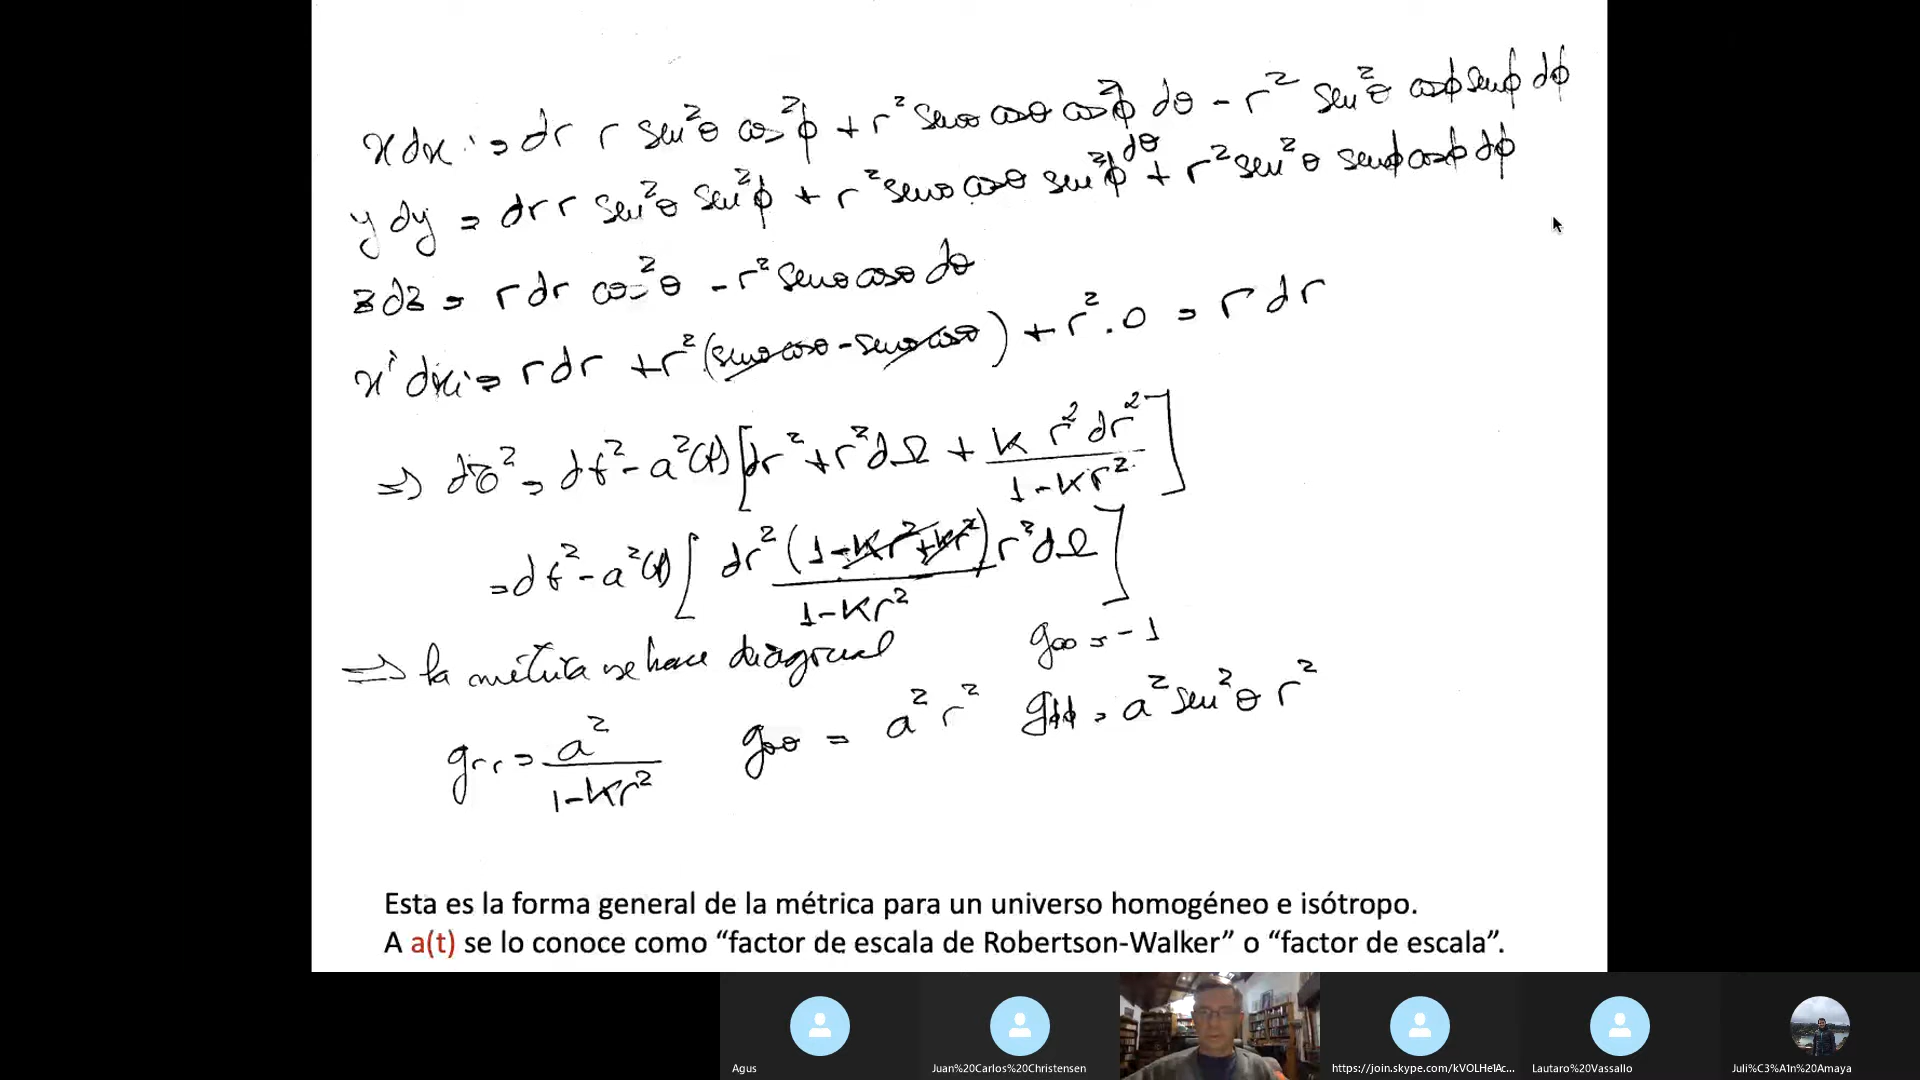 x dx = dr r sen²θ cos²φ + r² senθ cosθ cos²φ dθ - r² sen²θ cosφ senφ dφ
y dy = dr r sen²θ sen²φ + r² senθ cosθ sen²φ dθ + r² sen²θ senφ cosφ dφ
z dz = r dr cos²θ - r² senθ cosθ dθ
xⁱ dxᵢ = r dr + r² (senθ cosθ - senθ cosθ) + r² . 0 = r dr
=> dτ² = dt² - a²(t) [dr² + r² dΩ + K r² dr² / 1-Kr²]
= dt² - a²(t) [dr² (1-Kr²+Kr²) / 1-Kr² + r² dΩ]
=> la métrica se hace diagonal g₀₀ = -1
grr = a² / 1-Kr² gθθ = a² r² gφφ = a² sen²θ r²
Esta es la forma general de la métrica para un universo homogéneo e isótropo.
A a(t) se lo conoce como “factor de escala de Robertson-Walker” o “factor de escala”.
Agus
Juan%20Carlos%20Christensen
https://join.skype.com/kVOLHelAc...
Lautaro%20Vassallo
Juli%C3%A1n%20Amaya